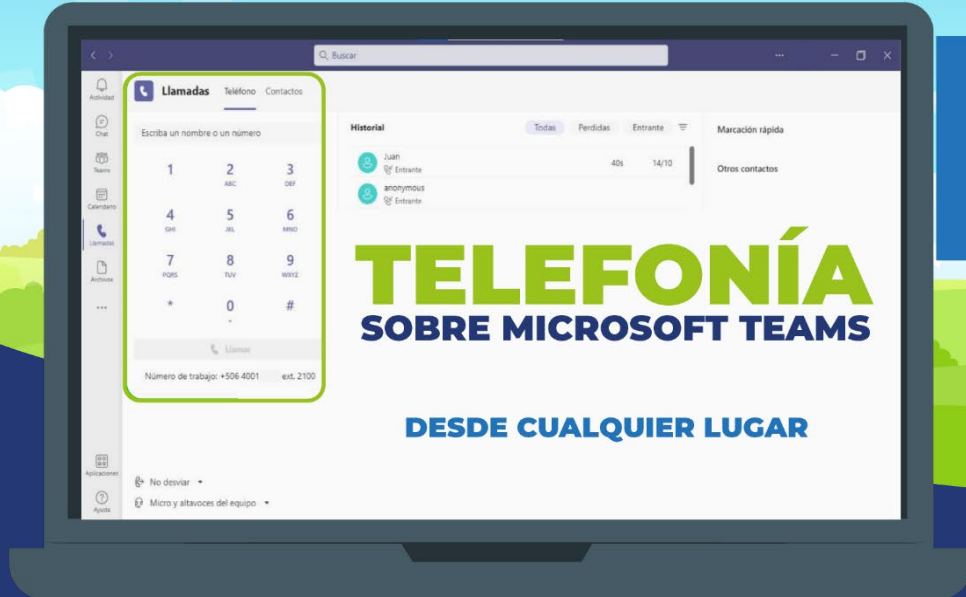 Buscar
Actividad
Chat
Teams
Calendario
Llamadas
Archivos
Aplicaciones
Ayuda
Llamadas Teléfono Contactos
Escriba un nombre o un número
1 2 3
ABC DEF
4 5 6
GHI JKL MNO
7 8 9
PQRS TUV WXYZ
* 0 #
+
Llamar
Número de trabajo: +506 4001 ext. 2100
No desviar
Micro y altavoces del equipo
Historial Todas Perdidas Entrante
Juan
Entrante 40s 14/10
anonymous
Entrante
Marcación rápida
Otros contactos
TELEFONÍA
SOBRE MICROSOFT TEAMS
DESDE CUALQUIER LUGAR